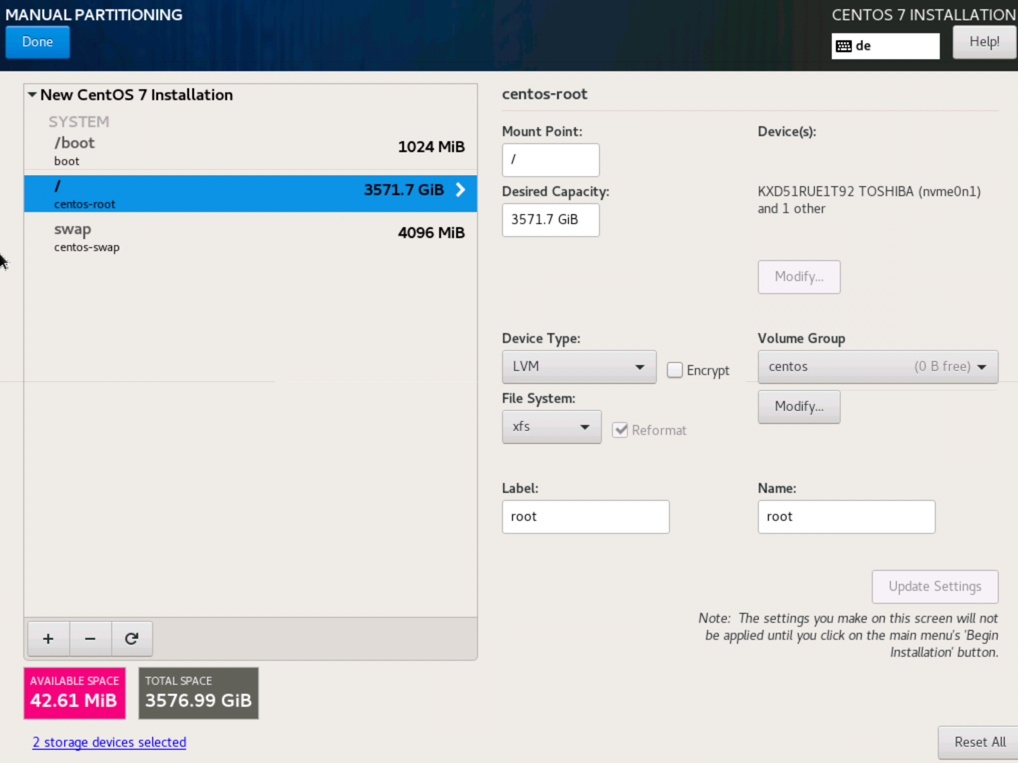 MANUAL PARTITIONING
CENTOS 7 INSTALLATION
Done
de
Help!
New CentOS 7 Installation
SYSTEM
/boot
1024 MiB
boot
/
3571.7 GiB
centos-root
swap
4096 MiB
centos-swap
+
-
AVAILABLE SPACE
42.61 MiB
TOTAL SPACE
3576.99 GiB
2 storage devices selected
centos-root
Mount Point:
/
Desired Capacity:
3571.7 GiB
Device(s):
KXD51RUE1T92 TOSHIBA (nvme0n1)
and 1 other
Modify...
Device Type:
LVM
Encrypt
Volume Group
centos (0 B free)
Modify...
File System:
xfs
Reformat
Label:
root
Name:
root
Update Settings
Note: The settings you make on this screen will not
be applied until you click on the main menu's 'Begin
Installation' button.
Reset All